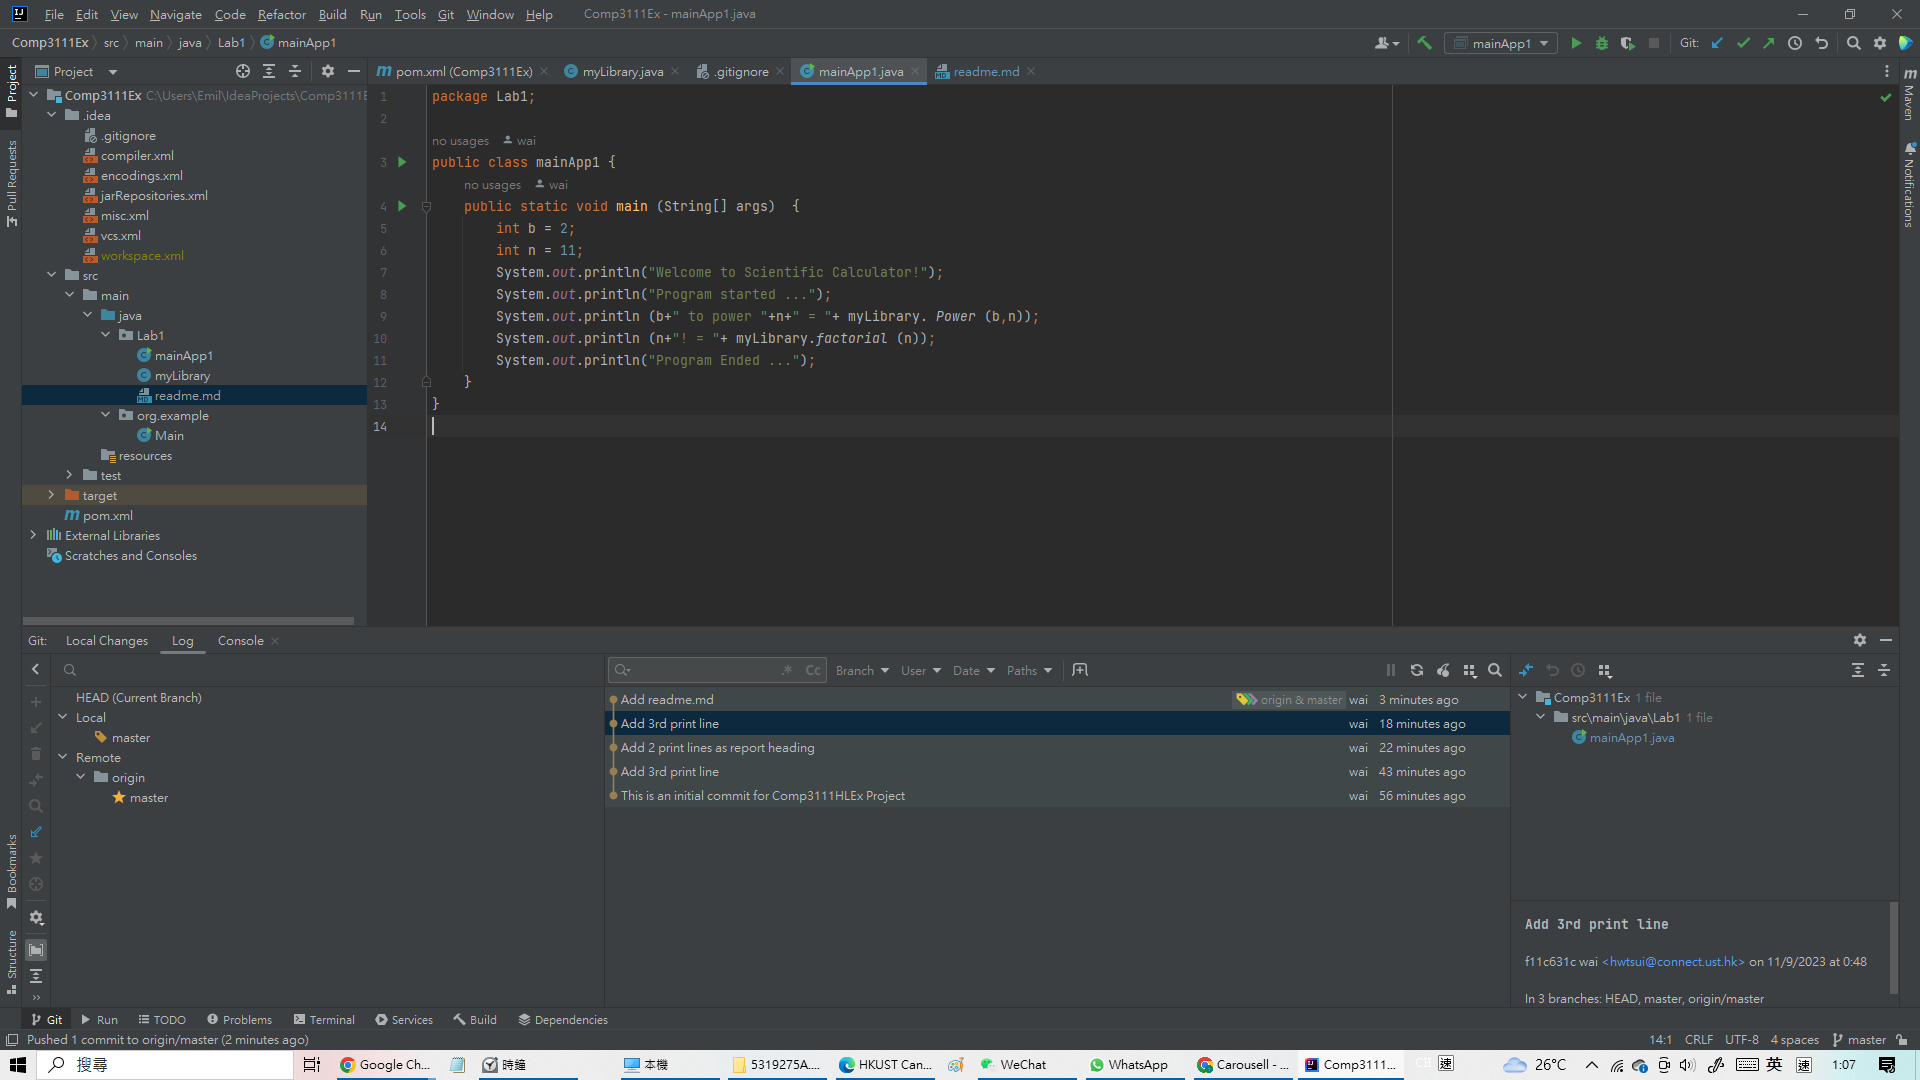 File Edit View Navigate Code Refactor Build Run Tools Git Window Help Comp3111Ex - mainApp1.java
Comp3111Ex src main java Lab1 mainApp1
mainApp1 Git:
Project
pom.xml (Comp3111Ex) myLibrary.java .gitignore mainApp1.java readme.md
Project
Pull Requests
Bookmarks
Structure
Maven
Notifications
Comp3111Ex C:\Users\Emil\IdeaProjects\Comp3111E
.idea
.gitignore
compiler.xml
encodings.xml
jarRepositories.xml
misc.xml
vcs.xml
workspace.xml
src
main
java
Lab1
mainApp1
myLibrary
readme.md
org.example
Main
resources
test
target
pom.xml
External Libraries
Scratches and Consoles
1 package Lab1;
2
no usages wai
3 public class mainApp1 {
no usages wai
4 public static void main (String[] args) {
5 int b = 2;
6 int n = 11;
7 System.out.println("Welcome to Scientific Calculator!");
8 System.out.println("Program started ...");
9 System.out.println (b+" to power "+n+" = "+ myLibrary. Power (b,n));
10 System.out.println (n+"! = "+ myLibrary.factorial (n));
11 System.out.println("Program Ended ...");
12 }
13 }
14
Git: Local Changes Log Console
HEAD (Current Branch)
Local
master
Remote
origin
master
.* Cc Branch User Date Paths
Add readme.md origin & master wai 3 minutes ago
Add 3rd print line wai 18 minutes ago
Add 2 print lines as report heading wai 22 minutes ago
Add 3rd print line wai 43 minutes ago
This is an initial commit for Comp3111HLEx Project wai 56 minutes ago
Comp3111Ex 1 file
src\main\java\Lab1 1 file
mainApp1.java
Add 3rd print line
f11c631c wai <hwtsui@connect.ust.hk> on 11/9/2023 at 0:48
In 3 branches: HEAD, master, origin/master
Git Run TODO Problems Terminal Services Build Dependencies
Pushed 1 commit to origin/master (2 minutes ago) 14:1 CRLF UTF-8 4 spaces master
搜尋 Google Ch... 時鐘 本機 5319275A.... HKUST Can... WeChat WhatsApp Carousell - ... Comp3111... 速 26°C 英 速 1:07